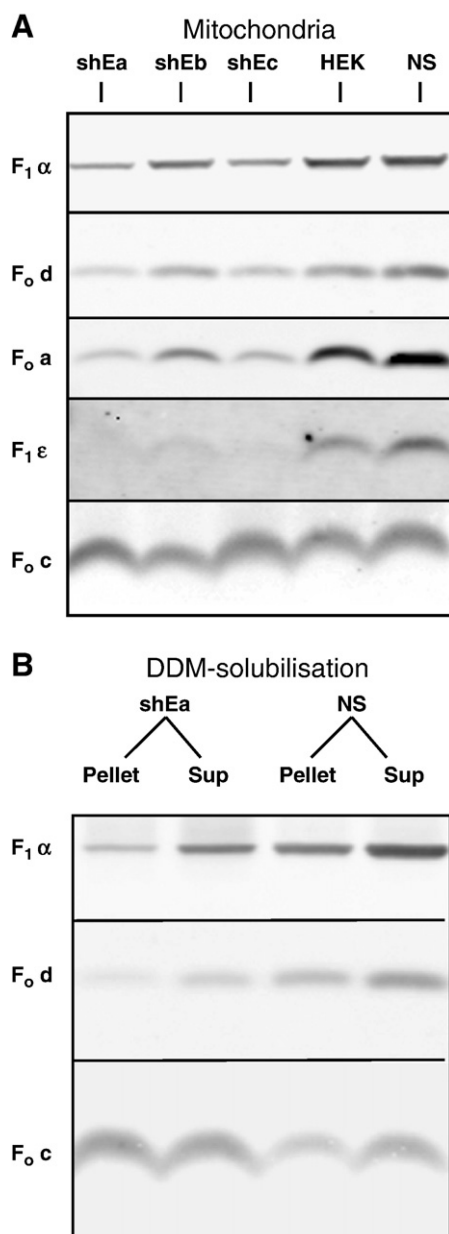 A
Mitochondria
shEa shEb shEc HEK NS
F1 α
Fo d
Fo a
F1 ε
Fo c
B
DDM-solubilisation
shEa NS
Pellet Sup Pellet Sup
F1 α
Fo d
Fo c